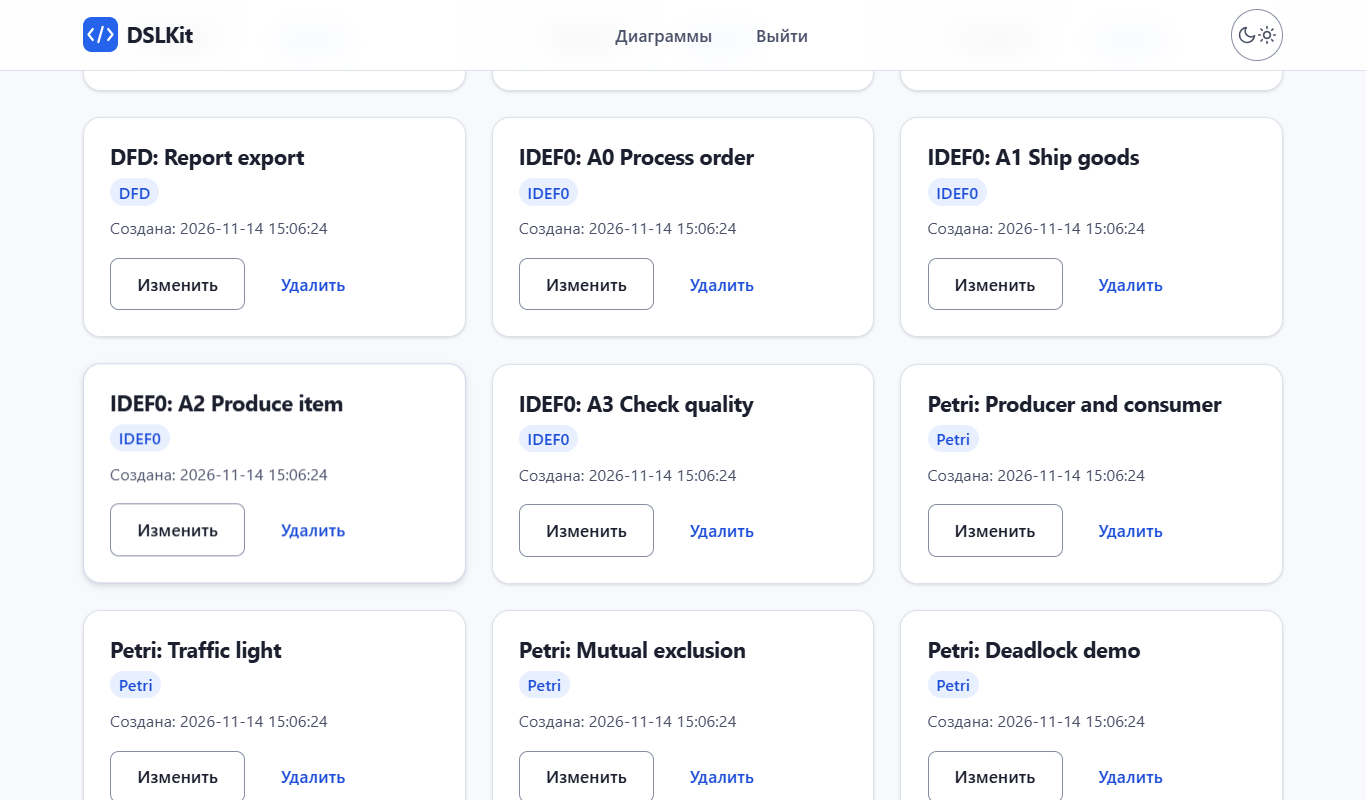 DSLKit
Диаграммы Выйти
DFD: Report export
DFD
Создана: 2026-11-14 15:06:24
Изменить Удалить
IDEF0: A0 Process order
IDEF0
Создана: 2026-11-14 15:06:24
Изменить Удалить
IDEF0: A1 Ship goods
IDEF0
Создана: 2026-11-14 15:06:24
Изменить Удалить
IDEF0: A2 Produce item
IDEF0
Создана: 2026-11-14 15:06:24
Изменить Удалить
IDEF0: A3 Check quality
IDEF0
Создана: 2026-11-14 15:06:24
Изменить Удалить
Petri: Producer and consumer
Petri
Создана: 2026-11-14 15:06:24
Изменить Удалить
Petri: Traffic light
Petri
Создана: 2026-11-14 15:06:24
Изменить Удалить
Petri: Mutual exclusion
Petri
Создана: 2026-11-14 15:06:24
Изменить Удалить
Petri: Deadlock demo
Petri
Создана: 2026-11-14 15:06:24
Изменить Удалить